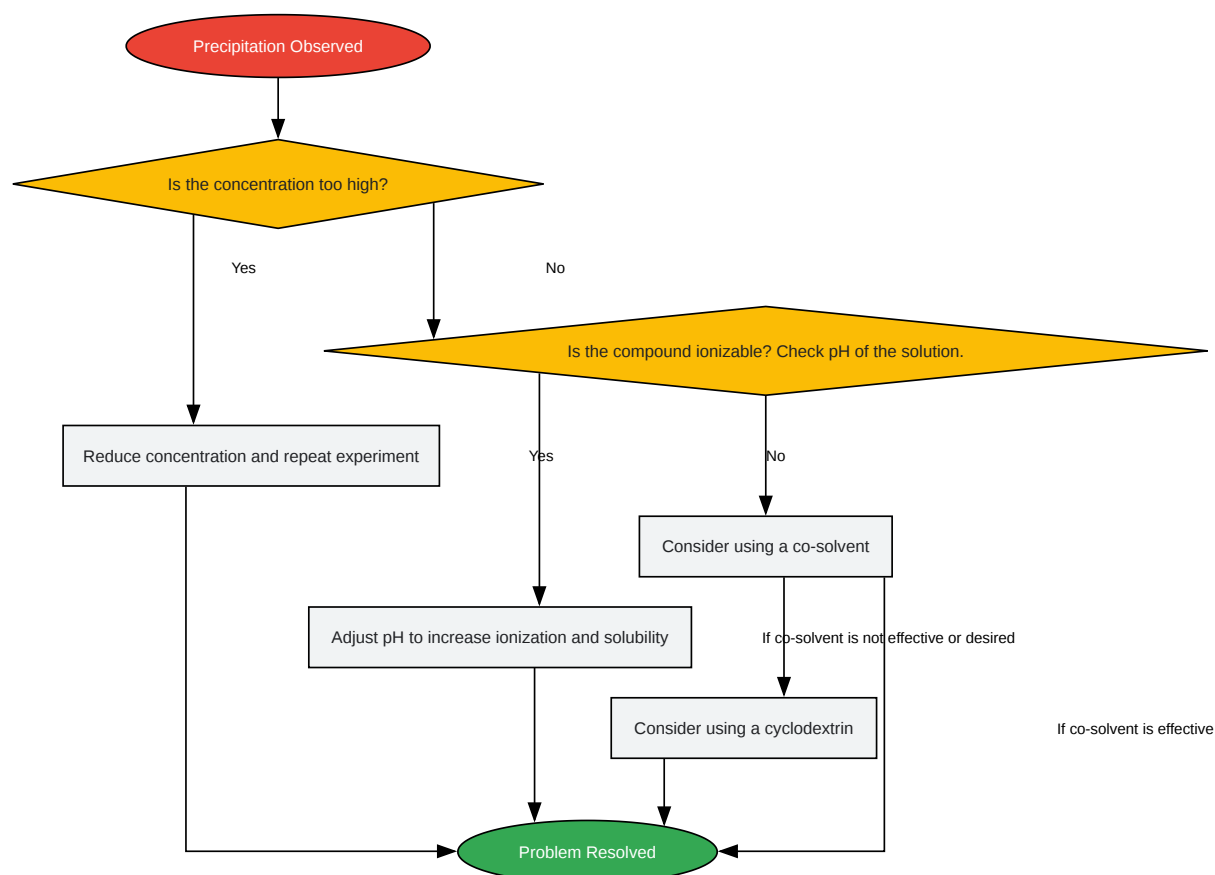 Precipitation Observed
Is the concentration too high?
Yes
No
Is the compound ionizable? Check pH of the solution.
Reduce concentration and repeat experiment
Yes
No
Consider using a co-solvent
Adjust pH to increase ionization and solubility
If co-solvent is not effective or desired
Consider using a cyclodextrin
If co-solvent is effective
Problem Resolved